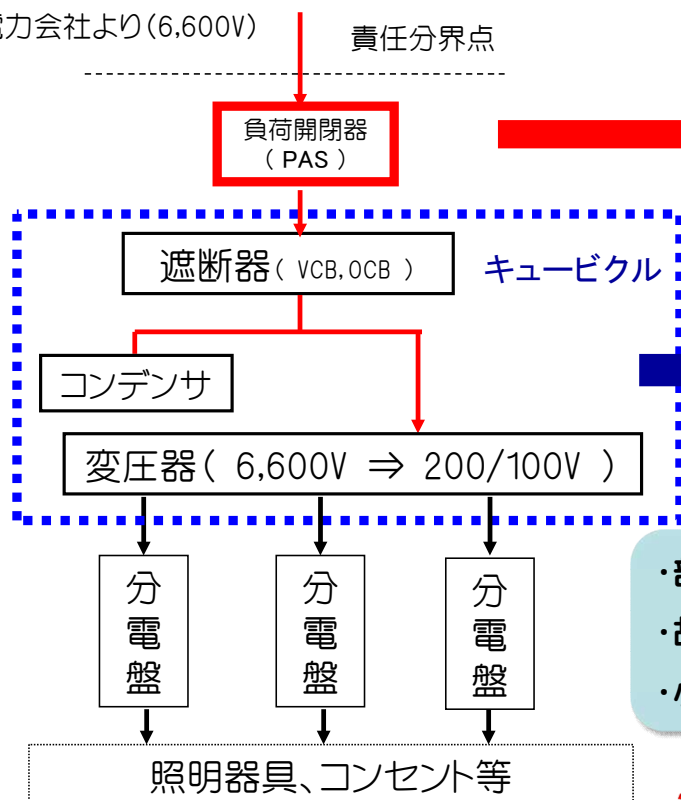 力会社より(6,600V)
責任分界点
負荷開閉器
( PAS )
遮断器( VCB,OCB )
キュービクル
コンデンサ
変圧器( 6,600V ⇒ 200/100V )
分電盤
分電盤
分電盤
照明器具、コンセント等